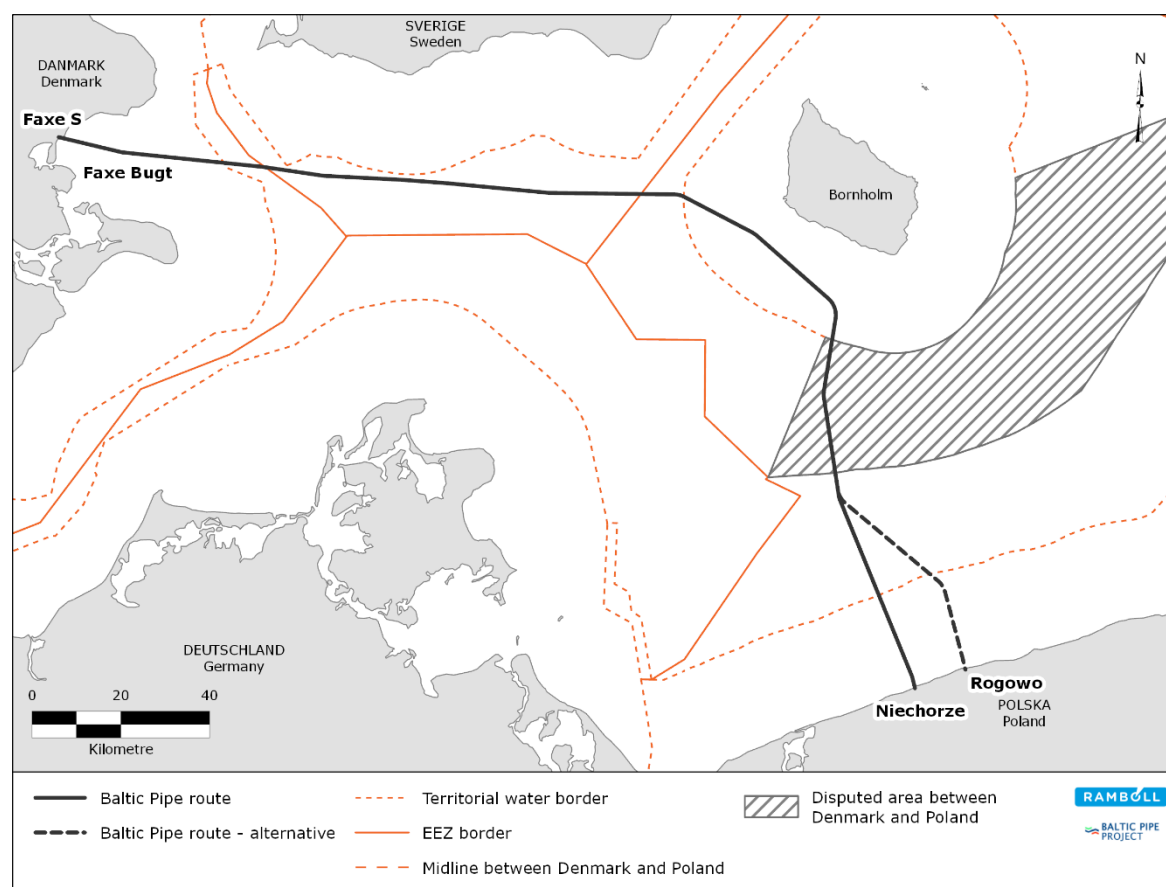 SVERIGE
Sweden
DANMARK
Denmark
N
Faxe S
Faxe Bugt
Bornholm
DEUTSCHLAND
Germany
0 20 40
Kilometre
Rogowo
Niechorze
POLSKA
Poland
Baltic Pipe route
Baltic Pipe route - alternative
Territorial water border
EEZ border
Midline between Denmark and Poland
Disputed area between
Denmark and Poland
RAMBOLL
BALTIC PIPE
PROJECT